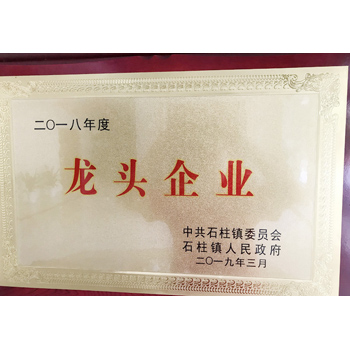 二〇一八年度
龙头企业
中共石柱镇委员会
石柱镇人民政府
二〇一九年三月